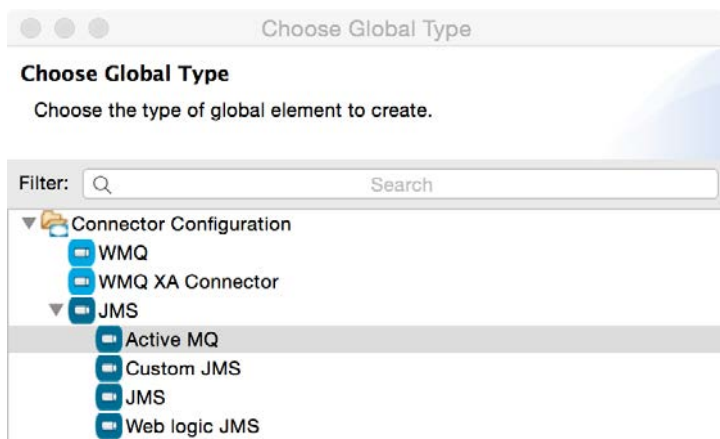 Choose Global Type
Choose Global Type
Choose the type of global element to create.
Filter: Search
Connector Configuration
WMQ
WMQ XA Connector
JMS
Active MQ
Custom JMS
JMS
Web logic JMS